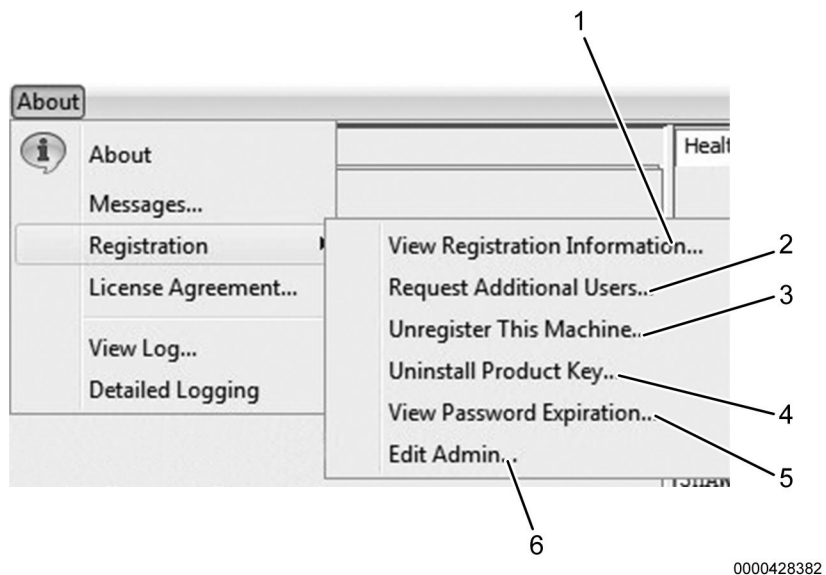 1
About
About
Healt
Messages...
Registration
View Registration Information...
2
License Agreement...
Request Additional Users...
3
Unregister This Machine...
View Log...
Uninstall Product Key...
Detailed Logging
View Password Expiration...
4
Edit Admin...
5
6
0000428382